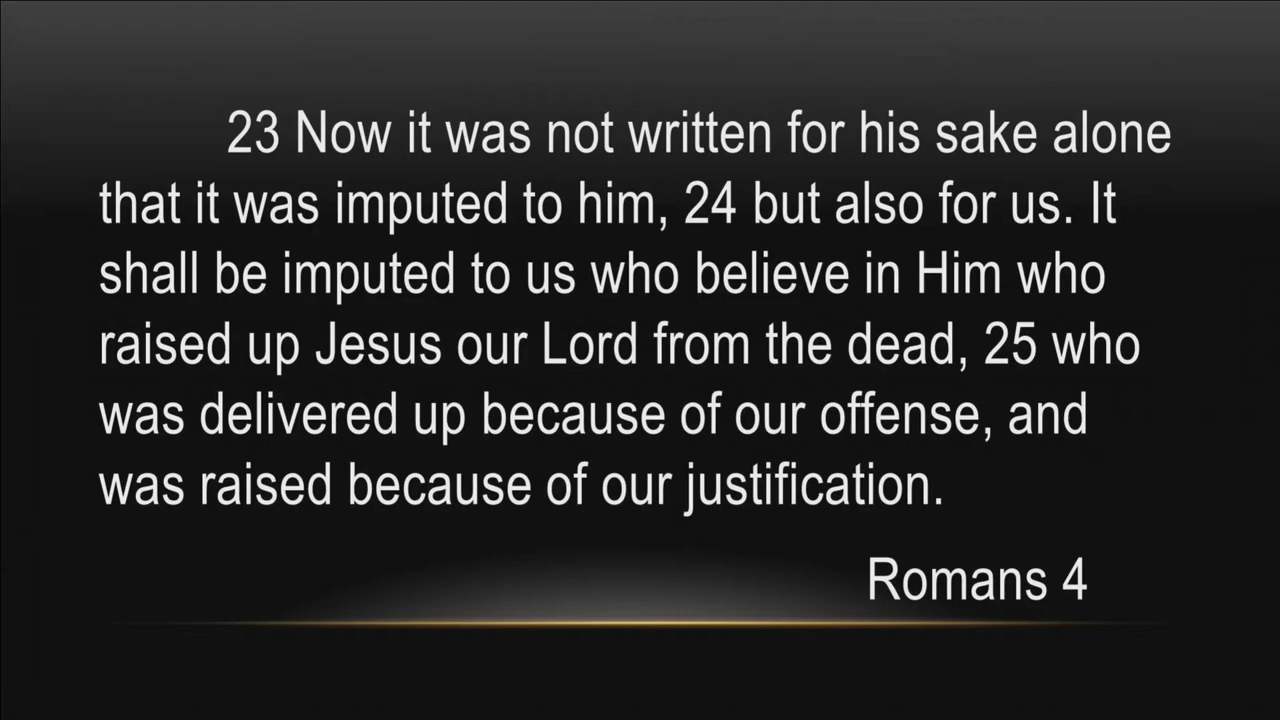 23 Now it was not written for his sake alone
that it was imputed to him, 24 but also for us. It
shall be imputed to us who believe in Him who
raised up Jesus our Lord from the dead, 25 who
was delivered up because of our offense, and
was raised because of our justification.
Romans 4